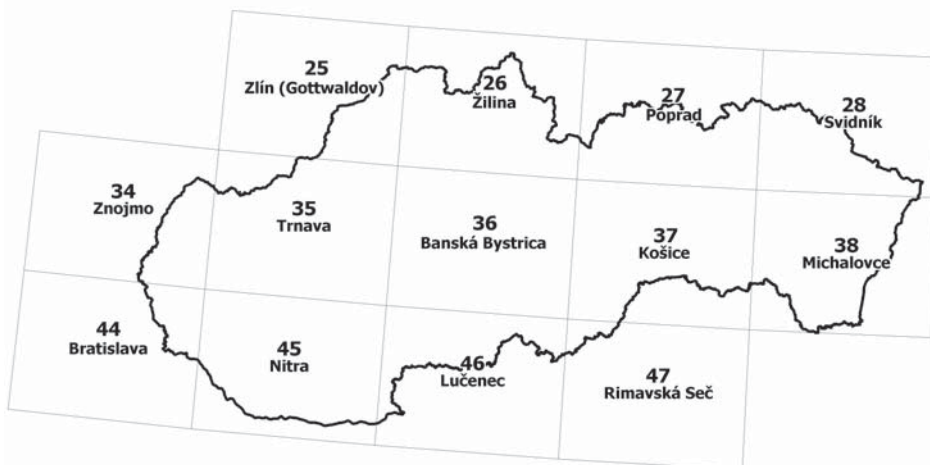 25
Zlín (Gottwaldov)
26
Žilina
27
Poprad
28
Svidník
34
Znojmo
35
Trnava
36
Banská Bystrica
37
Košice
38
Michalovce
44
Bratislava
45
Nitra
46
Lučenec
47
Rimavská Seč